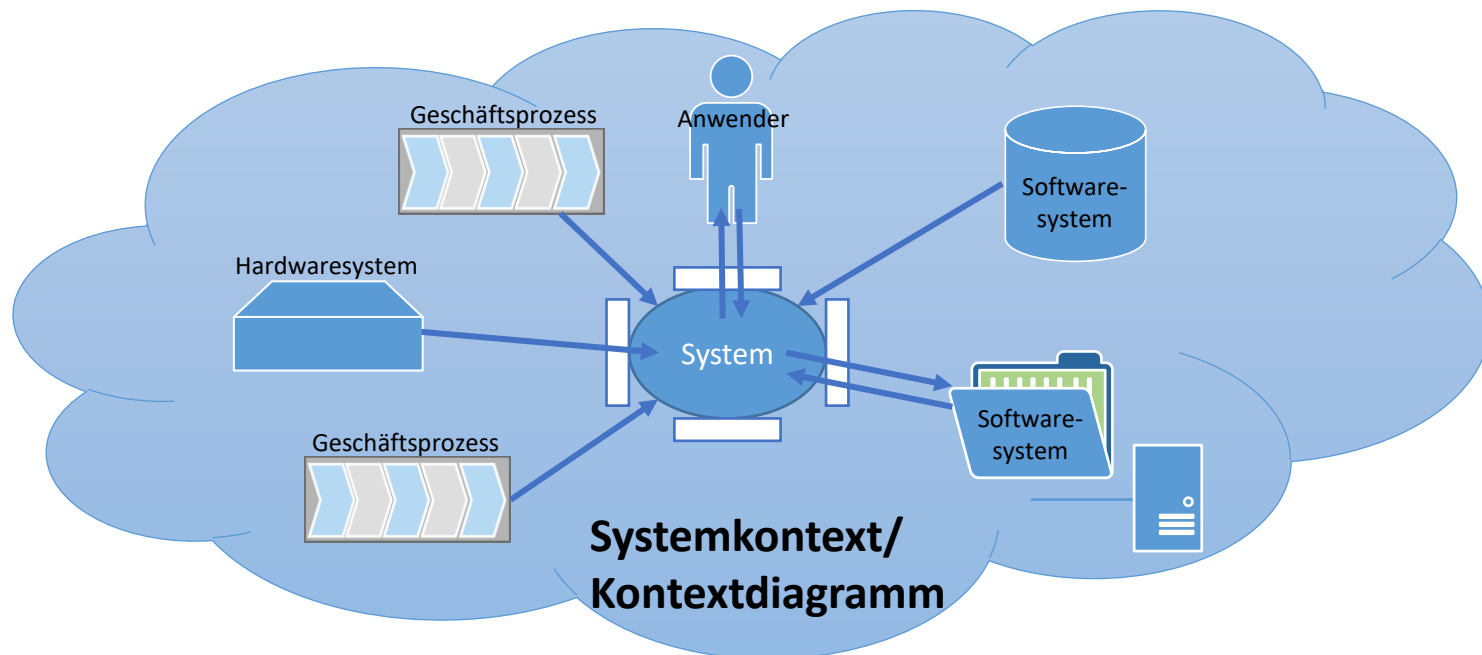 Geschäftsprozess
Anwender
Software-
system
Hardwaresystem
System
Software-
system
Geschäftsprozess
Systemkontext/
Kontextdiagramm